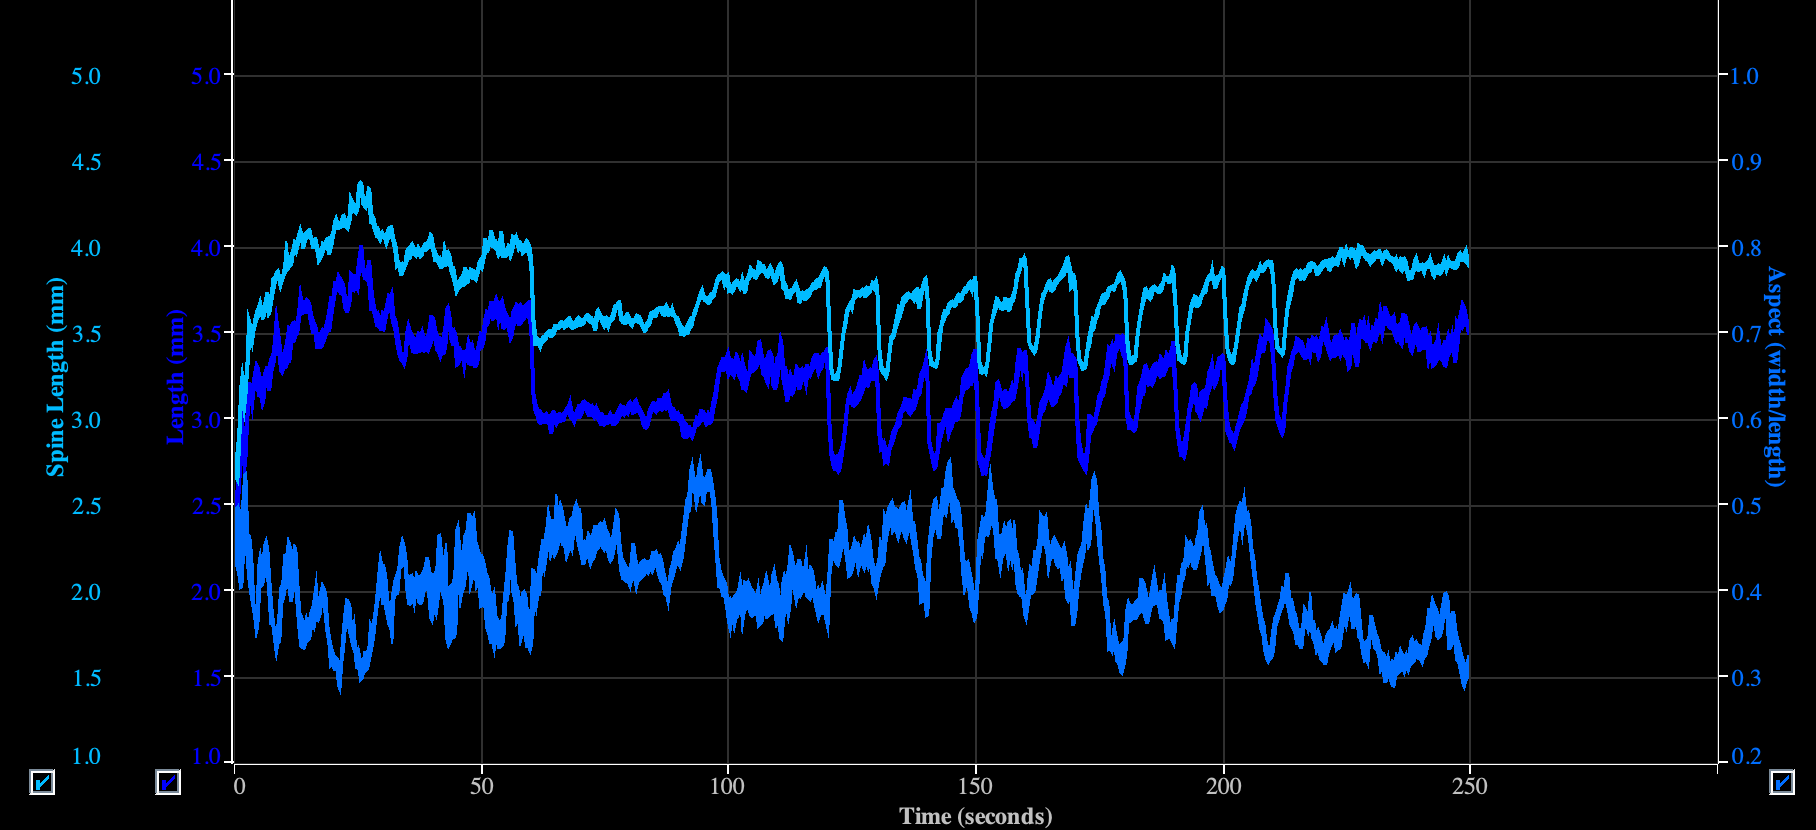 5.0 5.0 1.0
4.5 4.5 0.9
4.0 4.0 0.8
3.5 3.5 0.7
3.0 3.0 0.6
2.5 2.5 0.5
2.0 2.0 0.4
1.5 1.5 0.3
1.0 1.0 0.2
Spine Length (mm)
Length (mm)
Aspect (width/length)
0 50 100 150 200 250
Time (seconds)